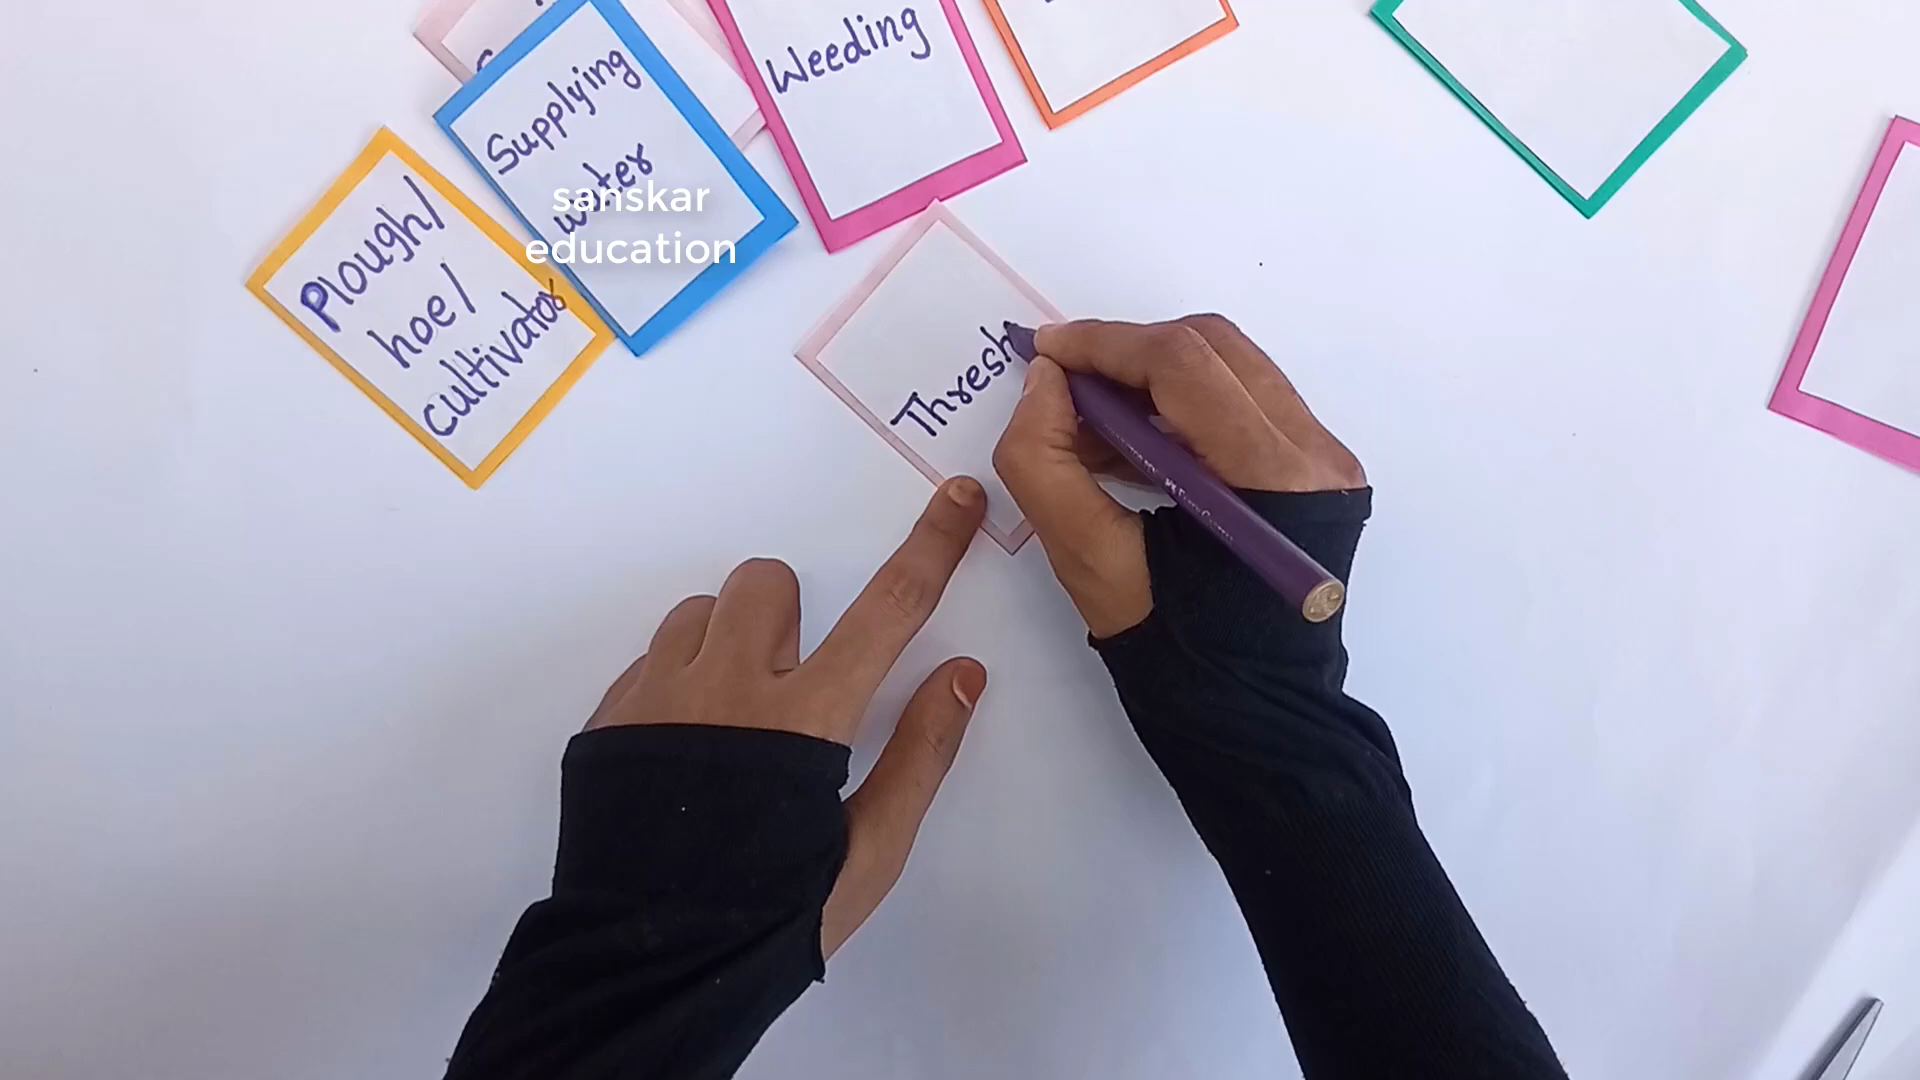 Plough/
hoe/
cultivator
Supplying
water
Weeding
Thresh
sanskar
education